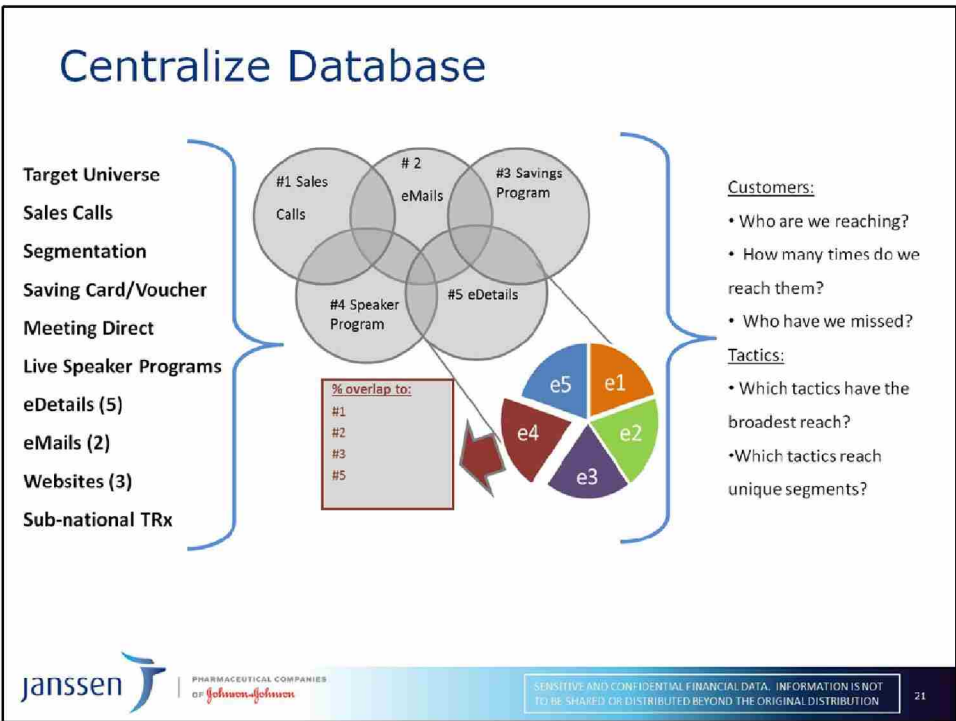 Centralize Database
Target Universe
Sales Calls
Segmentation
Saving Card/Voucher
Meeting Direct
Live Speaker Programs
eDetails (5)
eMails (2)
Websites (3)
Sub-national TRx
#1 Sales
Calls
# 2
eMails
#3 Savings
Program
#4 Speaker
Program
#5 eDetails
% overlap to:
#1
#2
#3
#5
e5
e1
e4
e2
e3
Customers:
• Who are we reaching?
• How many times do we
reach them?
• Who have we missed?
Tactics:
• Which tactics have the
broadest reach?
•Which tactics reach
unique segments?
janssen
PHARMACEUTICAL COMPANIES
OF Johnson & Johnson
SENSITIVE AND CONFIDENTIAL FINANCIAL DATA. INFORMATION IS NOT
TO BE SHARED OR DISTRIBUTED BEYOND THE ORIGINAL DISTRIBUTION
21